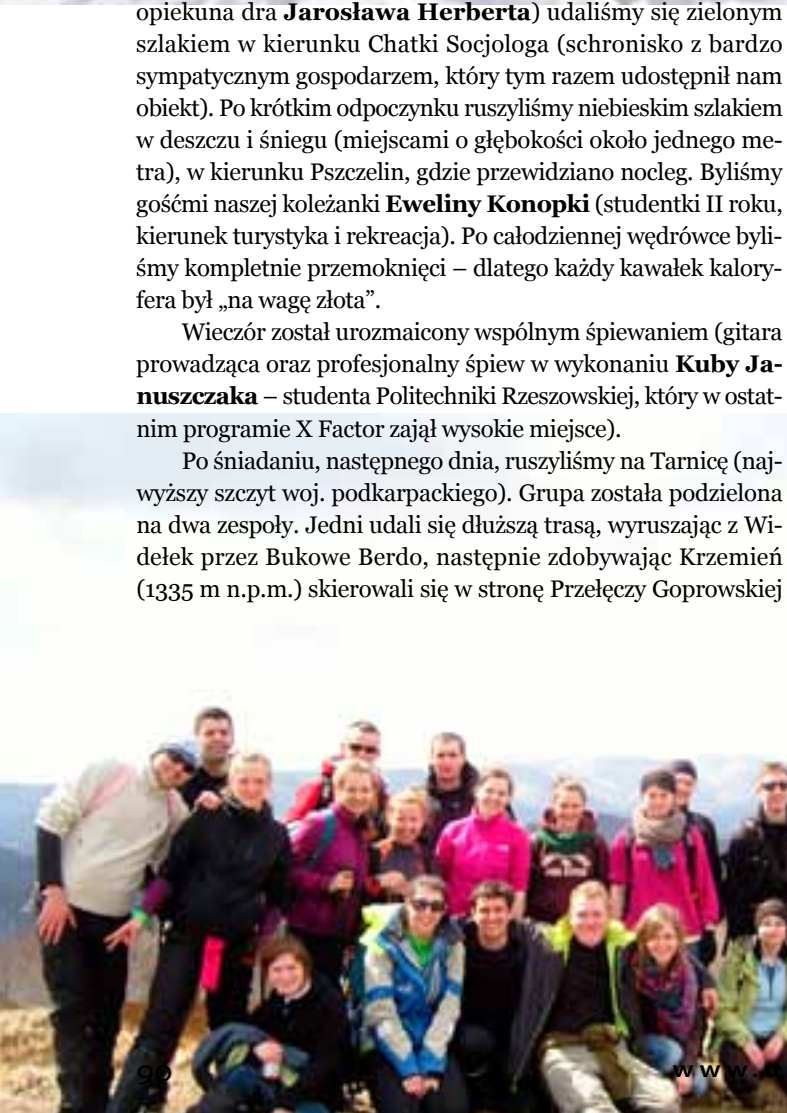 opiekuna dra Jarosława Herberta) udaliśmy się zielonym
szlakiem w kierunku Chatki Socjologa (schronisko z bardzo
sympatycznym gospodarzem, który tym razem udostępnił nam
obiekt). Po krótkim odpoczynku ruszyliśmy niebieskim szlakiem
w deszczu i śniegu (miejscami o głębokości około jednego me-
tra), w kierunku Pszczelin, gdzie przewidziano nocleg. Byliśmy
gośćmi naszej koleżanki Eweliny Konopki (studentki II roku,
kierunek turystyka i rekreacja). Po całodziennej wędrówce byli-
śmy kompletnie przemoknięci – dlatego każdy kawałek kalory-
fera był „na wagę złota”.
Wieczór został urozmaicony wspólnym śpiewaniem (gitara
prowadząca oraz profesjonalny śpiew w wykonaniu Kuby Ja-
nuszczaka – studenta Politechniki Rzeszowskiej, który w ostat-
nim programie X Factor zajął wysokie miejsce).
Po śniadaniu, następnego dnia, ruszyliśmy na Tarnicę (naj-
wyższy szczyt woj. podkarpackiego). Grupa została podzielona
na dwa zespoły. Jedni udali się dłuższą trasą, wyruszając z Wi-
dełek przez Bukowe Berdo, następnie zdobywając Krzemień
(1335 m n.p.m.) skierowali się w stronę Przełęczy Goprowskiej
90
www.